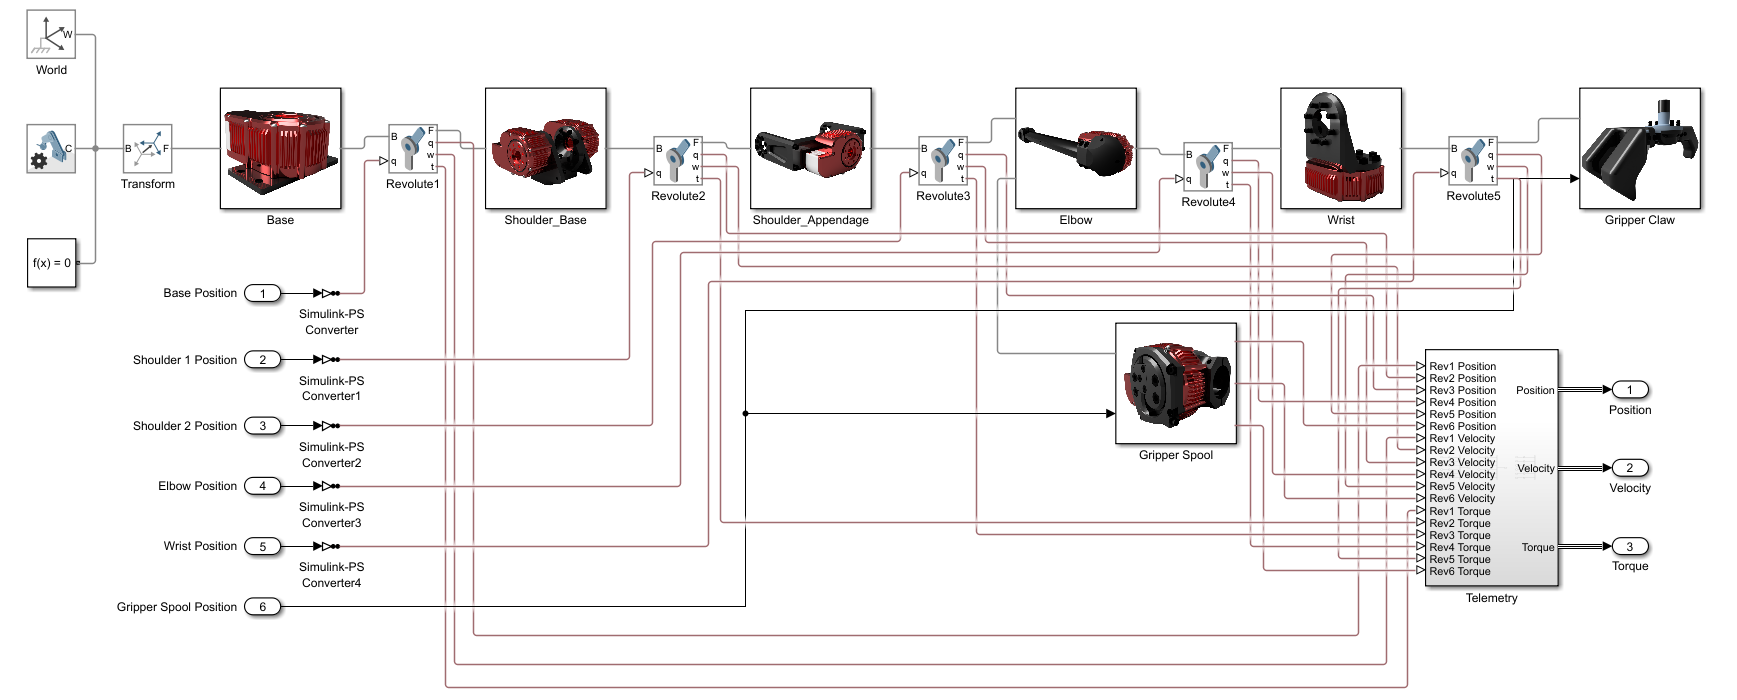 W
World
C
B
F
Transform
f(x) = 0
Base
B
q
F
q
w
t
Revolute1
Shoulder_Base
B
q
F
q
w
t
Revolute2
Shoulder_Appendage
B
q
F
q
w
t
Revolute3
Elbow
B
q
F
q
w
t
Revolute4
Wrist
B
q
F
q
w
t
Revolute5
Gripper Claw
Base Position
1
Simulink-PS
Converter
Shoulder 1 Position
2
Simulink-PS
Converter1
Shoulder 2 Position
3
Simulink-PS
Converter2
Elbow Position
4
Simulink-PS
Converter3
Wrist Position
5
Simulink-PS
Converter4
Gripper Spool Position
6
Gripper Spool
Rev1 Position
Rev2 Position
Rev3 Position
Rev4 Position
Rev5 Position
Rev6 Position
Rev1 Velocity
Rev2 Velocity
Rev3 Velocity
Rev4 Velocity
Rev5 Velocity
Rev6 Velocity
Rev1 Torque
Rev2 Torque
Rev3 Torque
Rev4 Torque
Rev5 Torque
Rev6 Torque
Position
Velocity
Torque
Telemetry
1
Position
2
Velocity
3
Torque